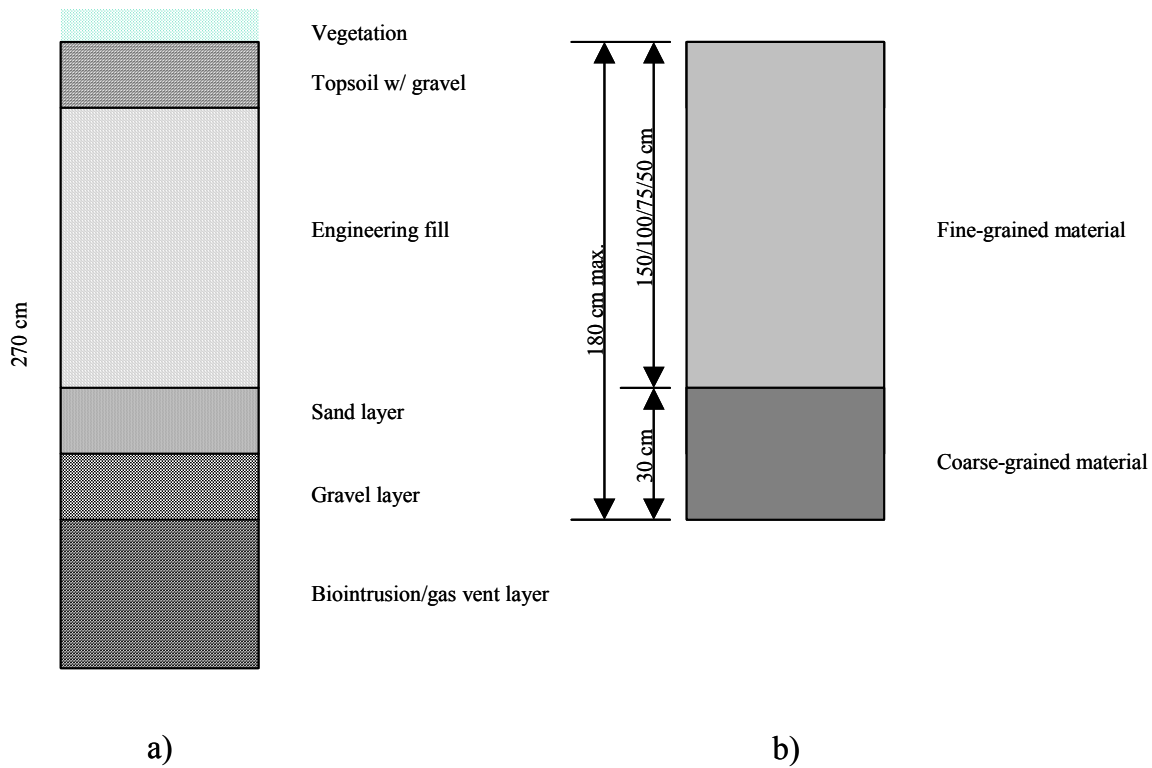 Vegetation
Topsoil w/ gravel
Engineering fill
270 cm
Sand layer
Gravel layer
Biointrusion/gas vent layer
a)
180 cm max.
150/100/75/50 cm
30 cm
Fine-grained material
Coarse-grained material
b)